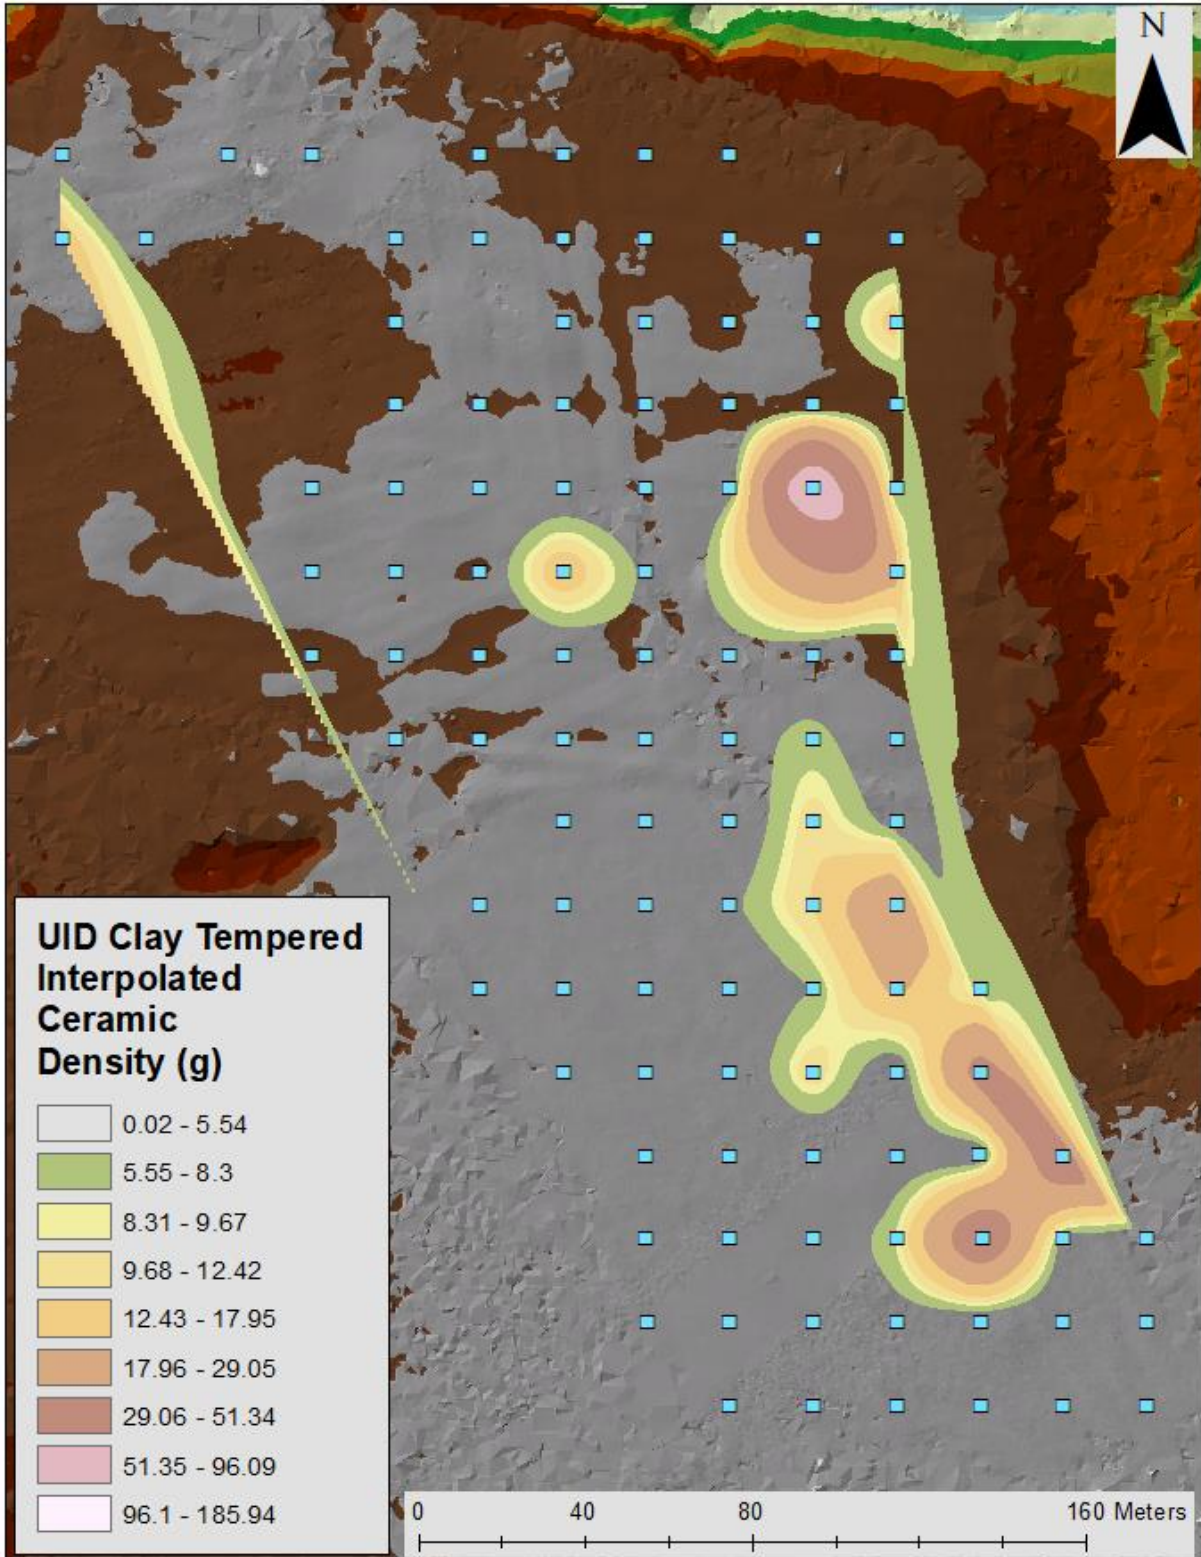 N
UID Clay Tempered
Interpolated
Ceramic
Density (g)
0.02 - 5.54
5.55 - 8.3
8.31 - 9.67
9.68 - 12.42
12.43 - 17.95
17.96 - 29.05
29.06 - 51.34
51.35 - 96.09
96.1 - 185.94
0 40 80 160 Meters